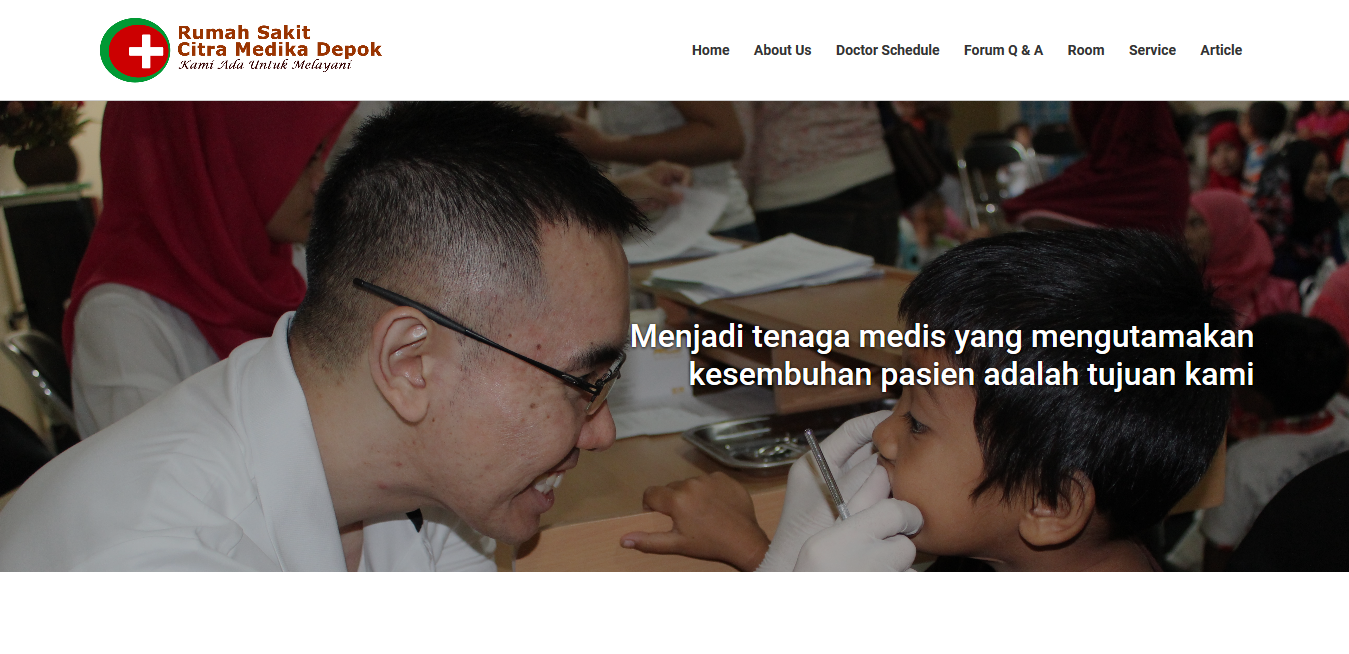 Rumah Sakit
Citra Medika Depok
Kami Ada Untuk Melayani
Home About Us Doctor Schedule Forum Q & A Room Service Article
Menjadi tenaga medis yang mengutamakan
kesembuhan pasien adalah tujuan kami